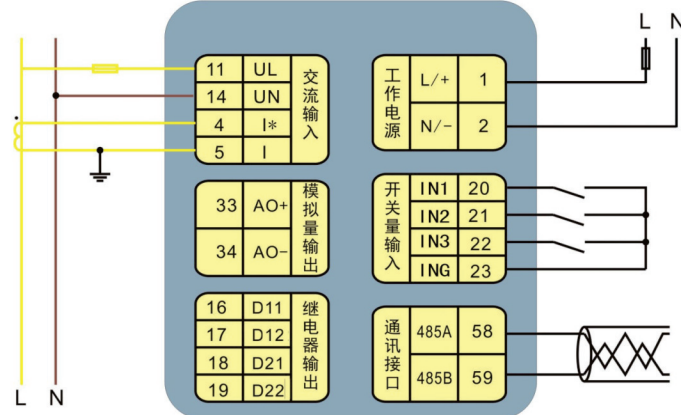 L N
11 UL
14 UN
4 I*
5 I
交流输入
工作电源
L/+ 1
N/- 2
33 AO+
34 AO-
模拟量输出
开关量输入
IN1 20
IN2 21
IN3 22
ING 23
16 D11
17 D12
18 D21
19 D22
继电器输出
通讯接口
485A 58
485B 59
L N